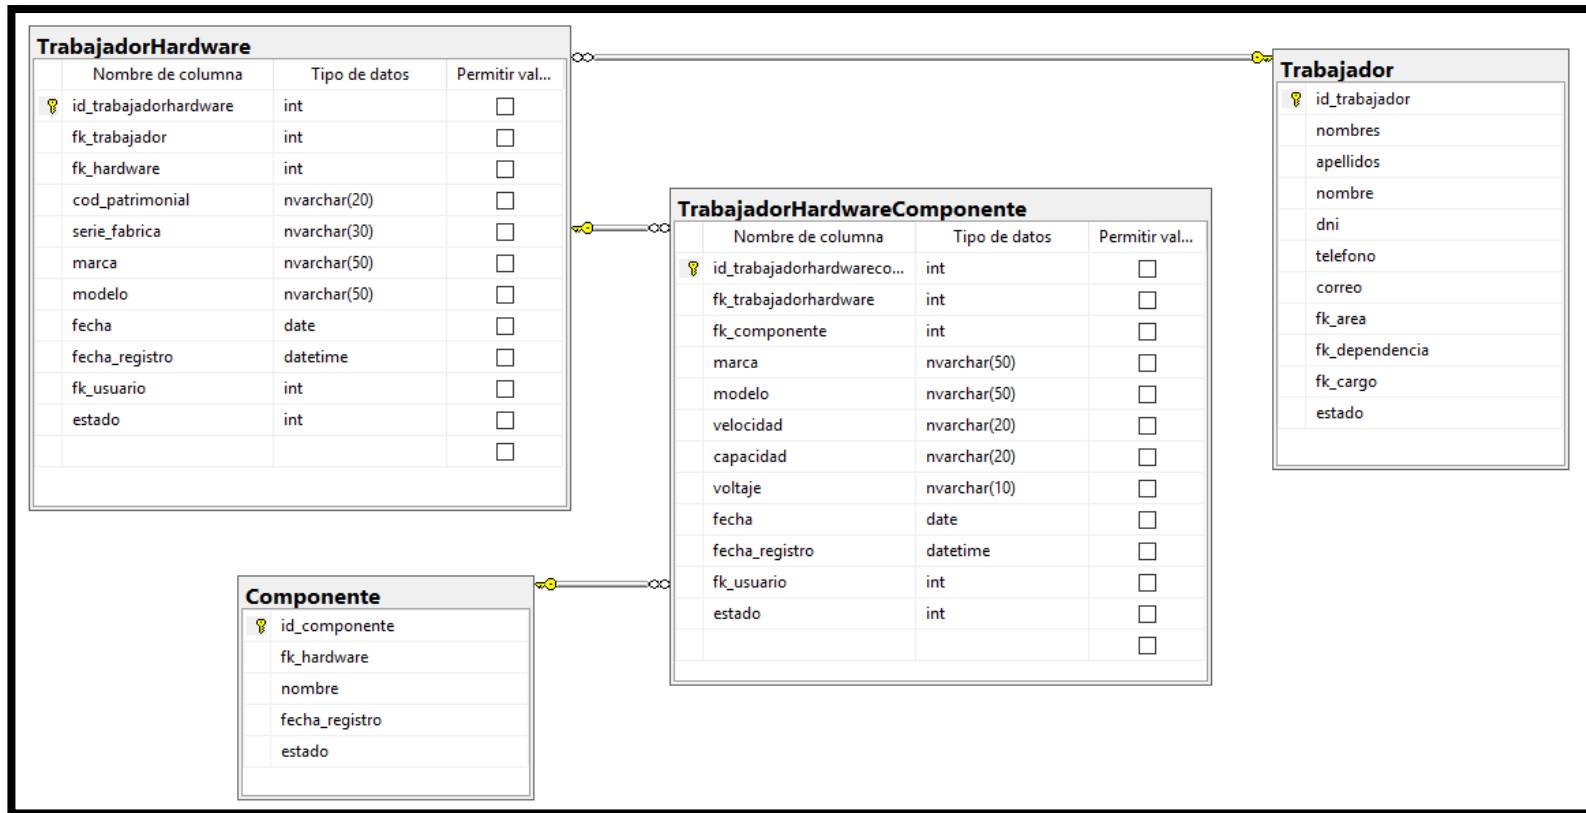 TrabajadorHardware
Nombre de columna Tipo de datos Permitir val...
id_trabajadorhardware int
fk_trabajador int
fk_hardware int
cod_patrimonial nvarchar(20)
serie_fabrica nvarchar(30)
marca nvarchar(50)
modelo nvarchar(50)
fecha date
fecha_registro datetime
fk_usuario int
estado int
Trabajador
id_trabajador
nombres
apellidos
nombre
dni
telefono
correo
fk_area
fk_dependencia
fk_cargo
estado
TrabajadorHardwareComponente
Nombre de columna Tipo de datos Permitir val...
id_trabajadorhardwareco... int
fk_trabajadorhardware int
fk_componente int
marca nvarchar(50)
modelo nvarchar(50)
velocidad nvarchar(20)
capacidad nvarchar(20)
voltaje nvarchar(10)
fecha date
fecha_registro datetime
fk_usuario int
estado int
Componente
id_componente
fk_hardware
nombre
fecha_registro
estado